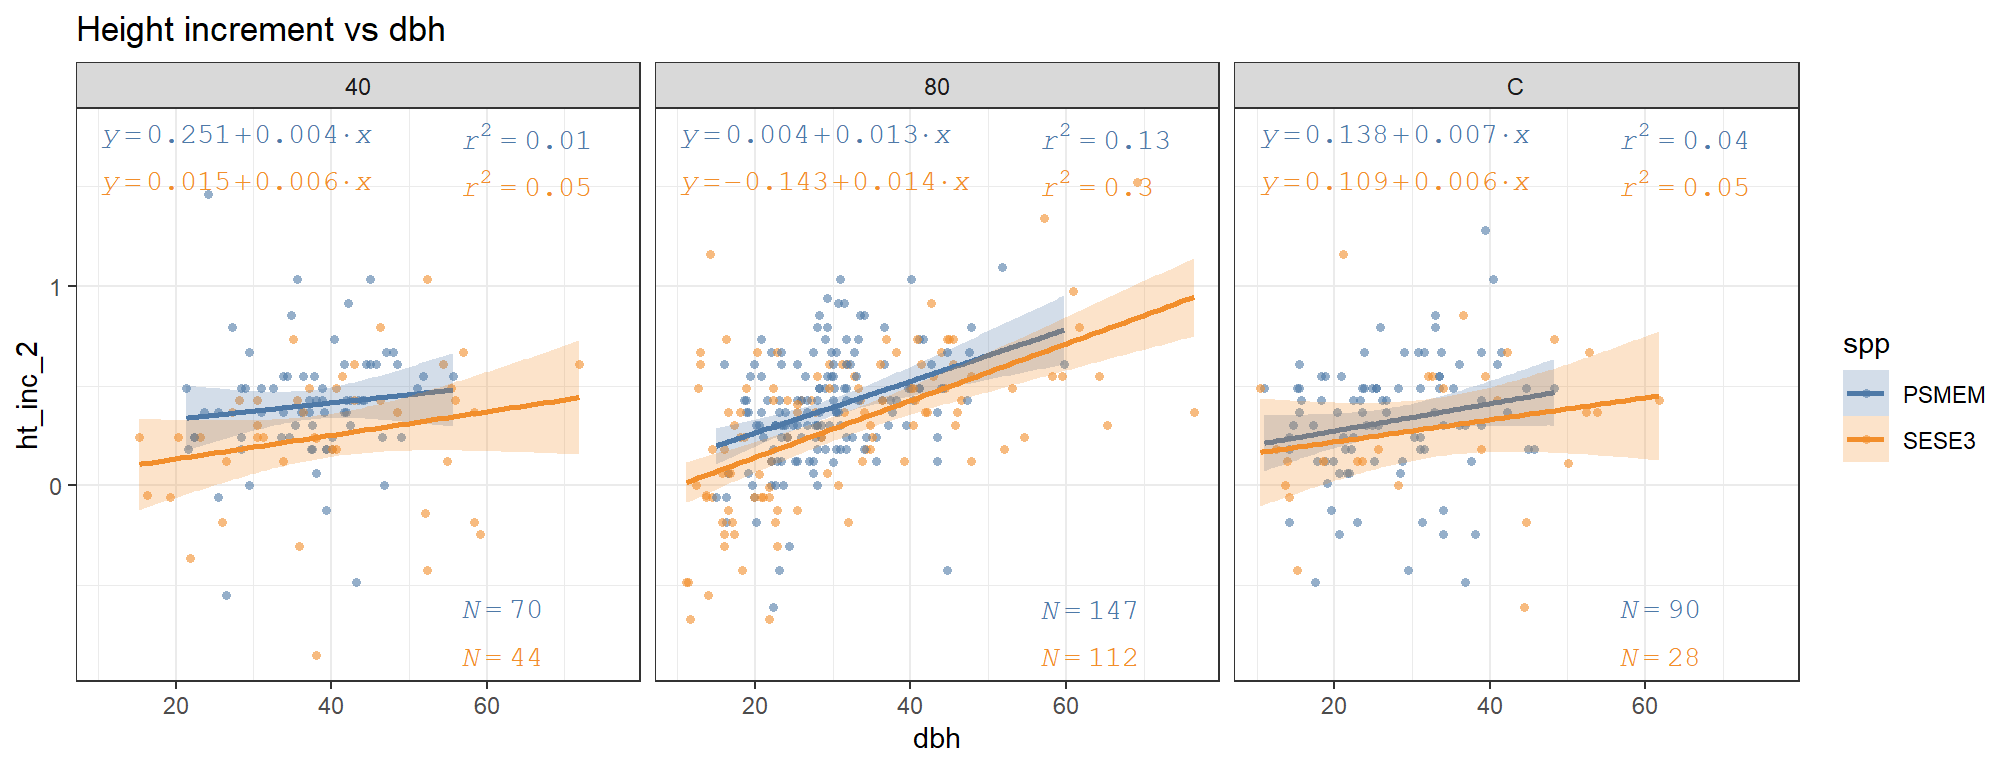 Height increment vs dbh
40
80
C
y=0.251+0.004·x
r²=0.01
y=0.015+0.006·x
r²=0.05
y=0.004+0.013·x
r²=0.13
y=−0.143+0.014·x
r²=0.3
y=0.138+0.007·x
r²=0.04
y=0.109+0.006·x
r²=0.05
1
0
ht_inc_2
N=70
N=44
N=147
N=112
N=90
N=28
20 40 60
20 40 60
20 40 60
dbh
spp
PSMEM
SESE3